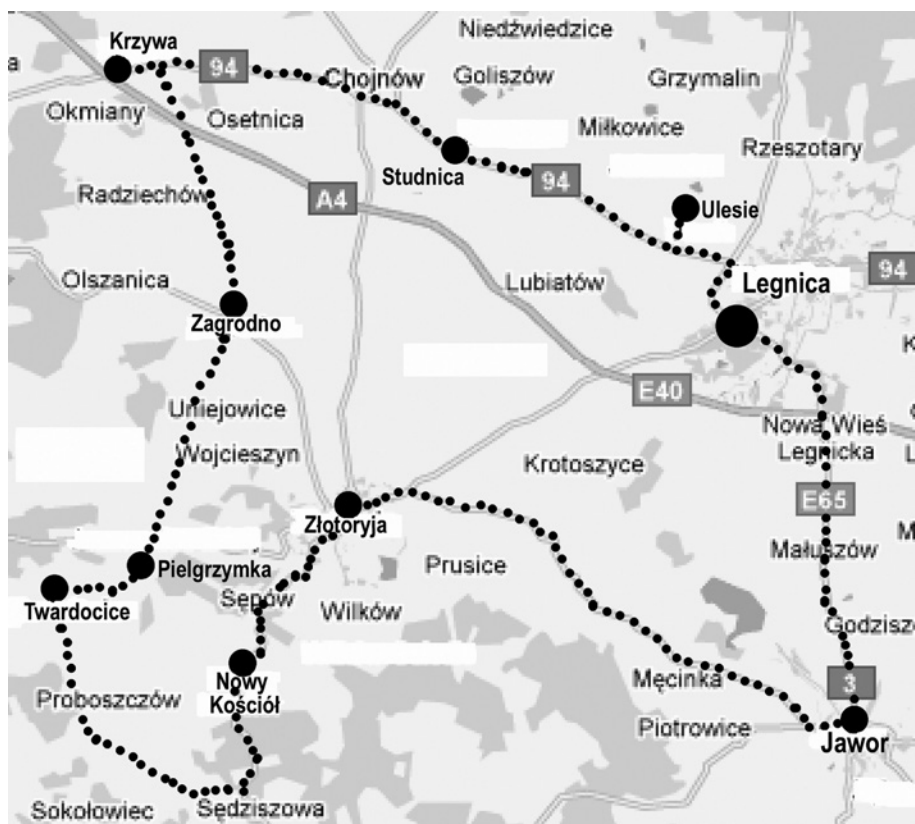 Niedźwiedzice
Krzywa
94
Chojnów
Goliszów
Grzymalin
Okmiany
Osetnica
Miłkowice
Rzeszotary
Studnica
94
Radziechów
A4
Ulesie
Olszanica
Lubiatów
Legnica
94
Zagrodno
E40
Uniejowice
Nowa Wieś
Legnicka
Wojcieszyn
Krotoszyce
E65
Złotoryja
Małuszów
Pielgrzymka
Prusice
Twardocice
Wilków
Nowy
Kościół
Męcinka
3
Proboszczów
Piotrowice
Jawor
Sokołowiec
Sędziszowa